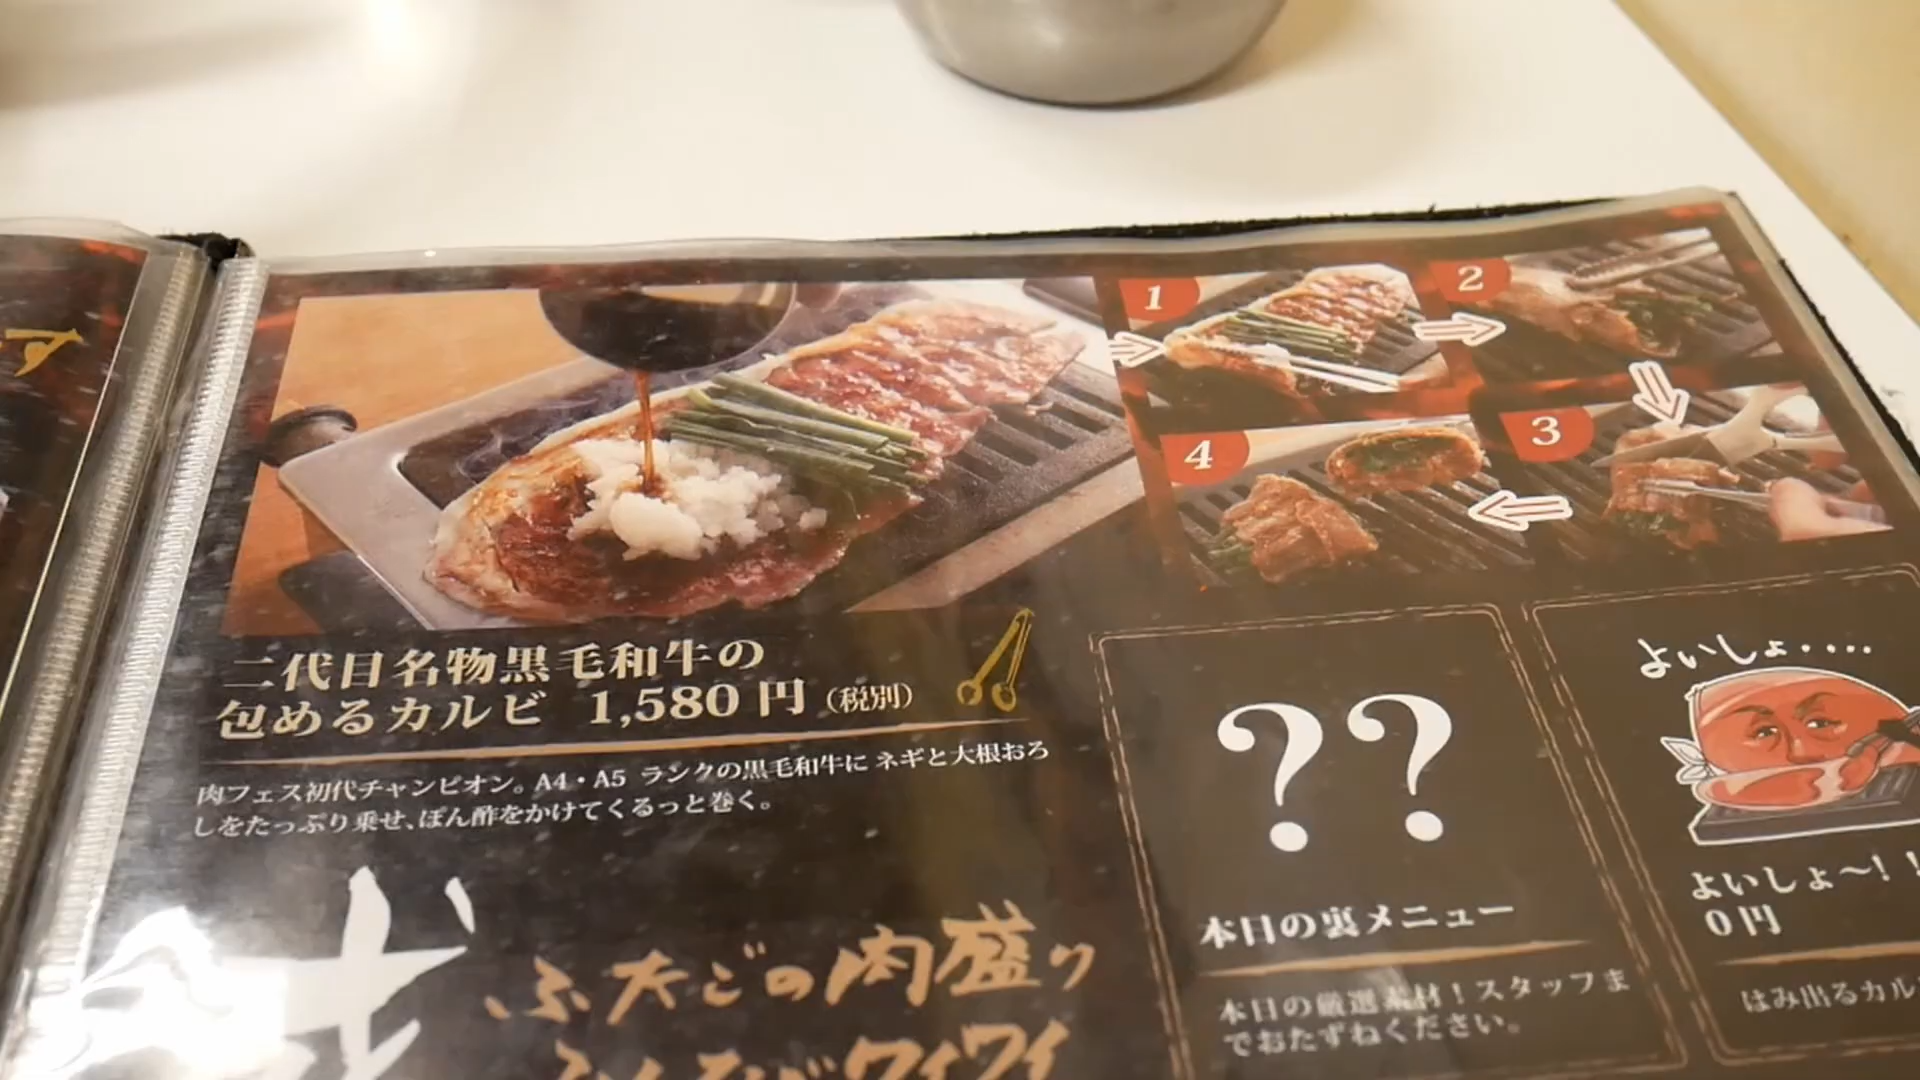 す
1
2
3
4
二代目名物黒毛和牛の
包めるカルビ 1,580円(税別)
肉フェス初代チャンピオン。A4・A5 ランクの黒毛和牛に ネギと大根おろ
しをたっぷり乗せ、ぽん酢をかけてくるっと巻く。
ふたごの肉盛り
ワイワイ
??
本日の裏メニュー
本日の厳選素材!スタッフま
でおたずねください。
よいしょ‥‥
よいしょ〜!!
0円
はみ出るカル